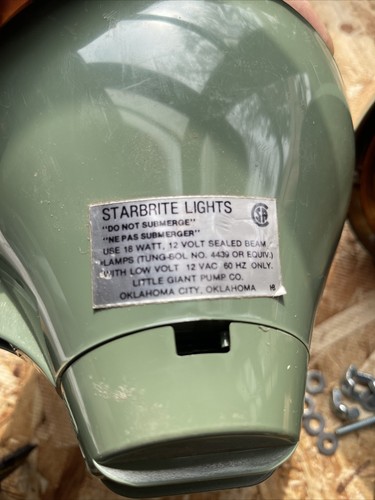 STARBRITE LIGHTS
"DO NOT SUBMERGE"
"NE PAS SUBMERGER"
USE 18 WATT, 12 VOLT SEALED BEAM
LAMPS (TUNG-SOL NO. 4439 OR EQUIV.)
WITH LOW VOLT 12 VAC 60 HZ ONLY.
LITTLE GIANT PUMP CO.
OKLAHOMA CITY, OKLAHOMA